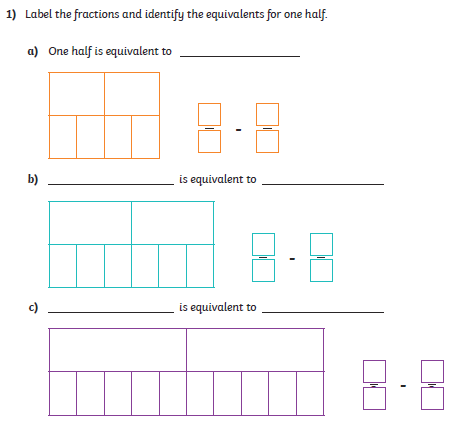 1) Label the fractions and identify the equivalents for one half.
a) One half is equivalent to
-
b) is equivalent to
-
c) is equivalent to
-